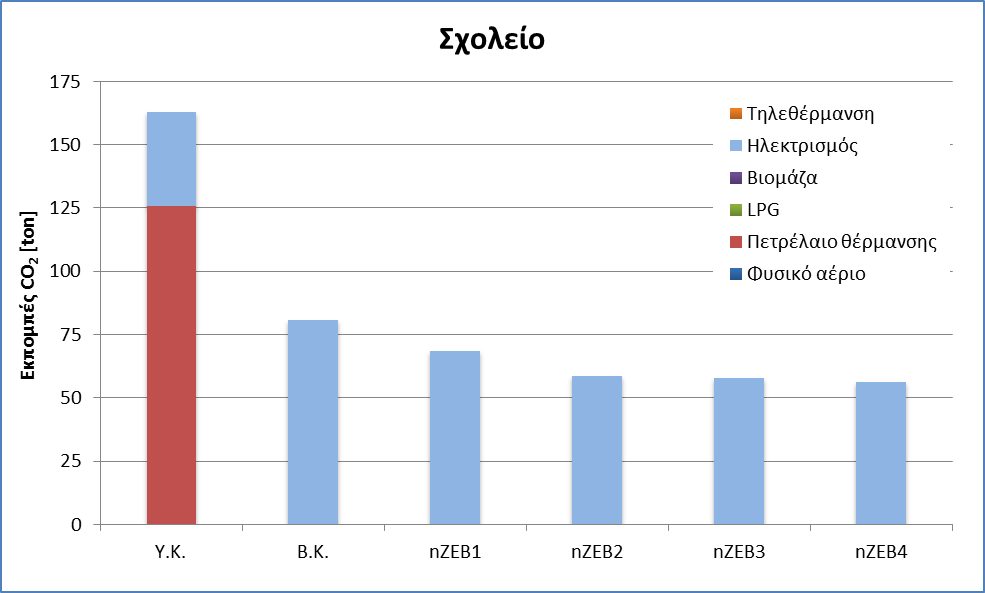 Σχολείο
Εκπομπές CO₂ [ton]
175
150
125
100
75
50
25
0
Τηλεθέρμανση
Ηλεκτρισμός
Βιομάζα
LPG
Πετρέλαιο θέρμανσης
Φυσικό αέριο
Υ.Κ.
Β.Κ.
nZEB1
nZEB2
nZEB3
nZEB4